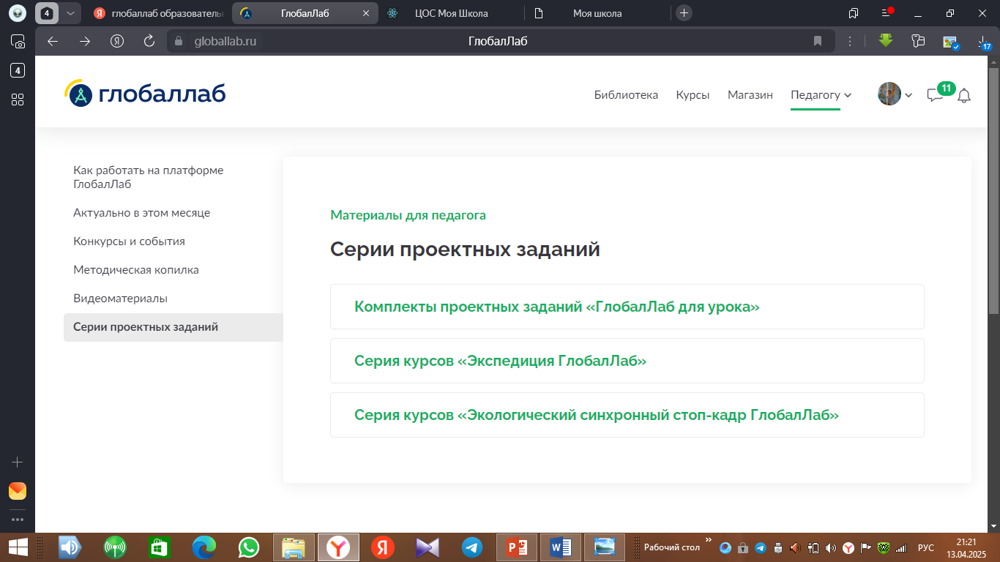 4
глобаллаб образователь
ГлобалЛаб
ЦОС Моя Школа
Моя школа
globallab.ru
ГлобалЛаб
17
4
глобаллаб
Библиотека
Курсы
Магазин
Педагогу
11
Как работать на платформе
ГлобалЛаб
Актуально в этом месяце
Конкурсы и события
Методическая копилка
Видеоматериалы
Серии проектных заданий
Материалы для педагога
Серии проектных заданий
Комплекты проектных заданий «ГлобалЛаб для урока»
Серия курсов «Экспедиция ГлобалЛаб»
Серия курсов «Экологический синхронный стоп-кадр ГлобалЛаб»
Рабочий стол
РУС
21:21
13.04.2025